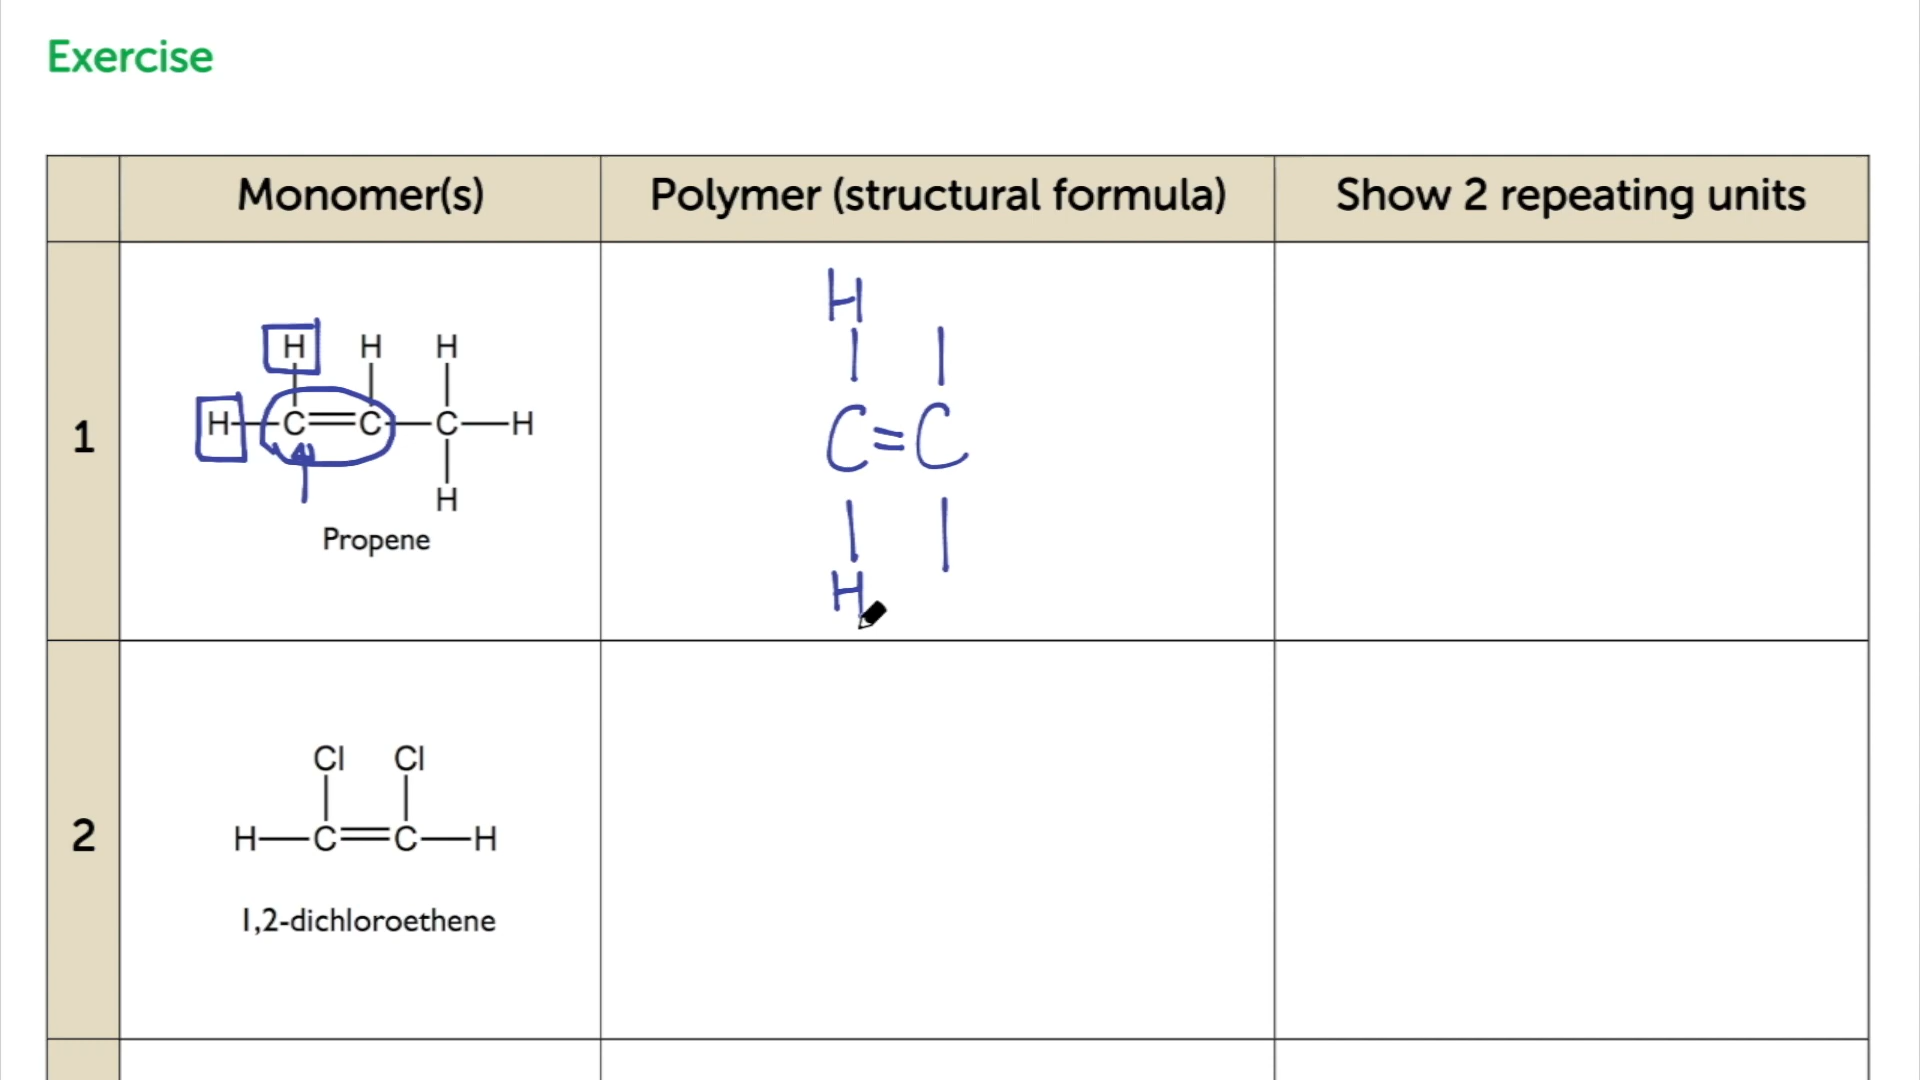 Exercise
Monomer(s) Polymer (structural formula) Show 2 repeating units
1
H H H
H C C C H
H
Propene
H
C=C
H
2
Cl Cl
H C C H
1,2-dichloroethene